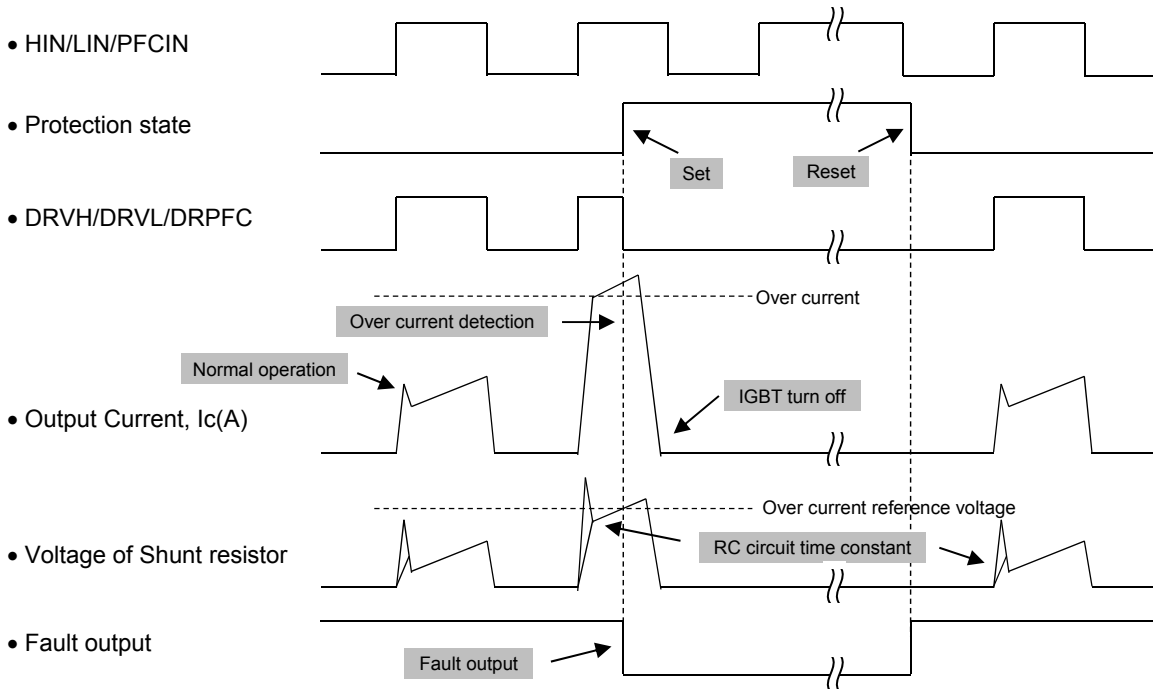 • HIN/LIN/PFCIN
• Protection state
Set
Reset
• DRVH/DRVL/DRPFC
Over current
Over current detection
Normal operation
IGBT turn off
• Output Current, Ic(A)
Over current reference voltage
RC circuit time constant
• Voltage of Shunt resistor
• Fault output
Fault output